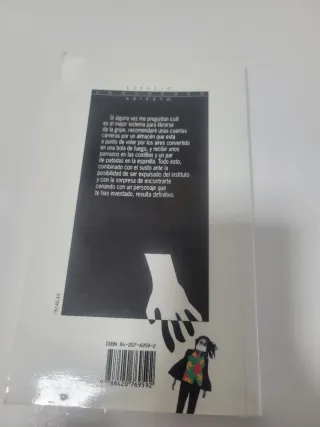 ESPACIO
ABIERTO
Si alguna vez me preguntan cuál
es el mejor sistema para librarse
de la gripe, recomendaré unas cuantas
carreras por un almacén que está
a punto de volar por los aires convertido
en una bola de fuego, y recibir unos
porrazos en las costillas y un par
de patadas en la espinilla. Todo esto,
combinado con el susto ante la
posibilidad de ser expulsado del instituto
y con la sorpresa de encontrarte
cenando con un personaje que
te has inventado, resulta definitivo.
ISBN 84-207-6959-2
9 788420 769592